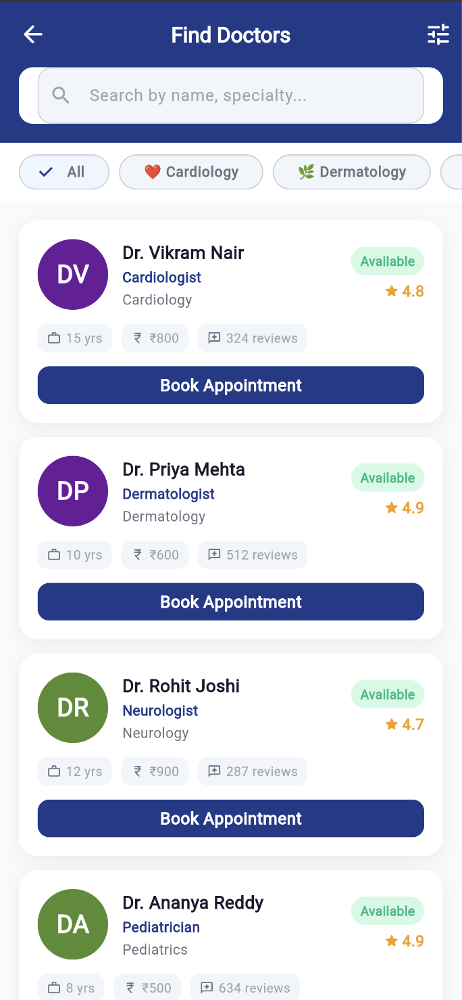 Find Doctors
Search by name, specialty...
All
❤️ Cardiology
🌿 Dermatology
DV
Dr. Vikram Nair
Cardiologist
Cardiology
Available
★ 4.8
15 yrs
₹ ₹800
324 reviews
Book Appointment
DP
Dr. Priya Mehta
Dermatologist
Dermatology
Available
★ 4.9
10 yrs
₹ ₹600
512 reviews
Book Appointment
DR
Dr. Rohit Joshi
Neurologist
Neurology
Available
★ 4.7
12 yrs
₹ ₹900
287 reviews
Book Appointment
DA
Dr. Ananya Reddy
Pediatrician
Pediatrics
Available
★ 4.9
8 yrs
₹ ₹500
634 reviews